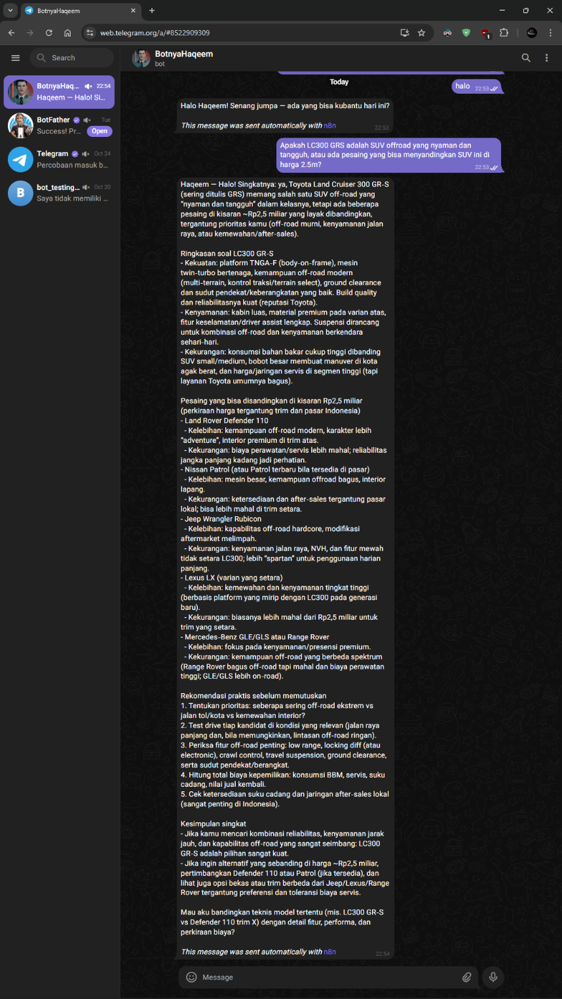 BotnyaHaqeem
web.telegram.org/a/#8522909309
1
Search
BotnyaHaq... 22:54
Haqeem — Halo! Si...
BotFather Tue
Success! Pr... Open
Telegram Oct 24
Percobaan masuk b...
B
bot_testing... Oct 20
Saya tidak memiliki ...
BotnyaHaqeem
bot
Today
halo 22:53
Halo Haqeem! Senang jumpa — ada yang bisa kubantu hari ini?
This message was sent automatically with n8n 22:53
Apakah LC300 GRS adalah SUV offroad yang nyaman dan
tangguh, atau ada pesaing yang bisa menyandingkan SUV ini di
harga 2.5m? 22:53
Haqeem — Halo! Singkatnya: ya, Toyota Land Cruiser 300 GR-S
(sering ditulis GRS) memang salah satu SUV off-road yang
“nyaman dan tangguh” dalam kelasnya, tetapi ada beberapa
pesaing di kisaran ~Rp2,5 miliar yang layak dibandingkan,
tergantung prioritas kamu (off-road murni, kenyamanan jalan
raya, atau kemewahan/after-sales).
Ringkasan soal LC300 GR-S
- Kekuatan: platform TNGA-F (body-on-frame), mesin
twin-turbo bertenaga, kemampuan off-road modern
(multi-terrain, kontrol traksi/terrain select), ground clearance
dan sudut pendekat/keberangkatan yang baik. Build quality
dan reliabilitasnya kuat (reputasi Toyota).
- Kenyamanan: kabin luas, material premium pada varian atas,
fitur keselamatan/driver assist lengkap. Suspensi dirancang
untuk kombinasi off-road dan kenyamanan berkendara
sehari-hari.
- Kekurangan: konsumsi bahan bakar cukup tinggi dibanding
SUV small/medium, bobot besar membuat manuver di kota
agak berat, dan harga/jaringan servis di segmen tinggi (tapi
layanan Toyota umumnya bagus).
Pesaing yang bisa disandingkan di kisaran Rp2,5 miliar
(perkiraan harga tergantung trim dan pasar Indonesia)
- Land Rover Defender 110
- Kelebihan: kemampuan off-road modern, karakter lebih
“adventure”, interior premium di trim atas.
- Kekurangan: biaya perawatan/servis lebih mahal; reliabilitas
jangka panjang kadang jadi perhatian.
- Nissan Patrol (atau Patrol terbaru bila tersedia di pasar)
- Kelebihan: mesin besar, kemampuan offroad bagus, interior
lapang.
- Kekurangan: ketersediaan dan after-sales tergantung pasar
lokal; bisa lebih mahal di trim setara.
- Jeep Wrangler Rubicon
- Kelebihan: kapabilitas off-road hardcore, modifikasi
aftermarket melimpah.
- Kekurangan: kenyamanan jalan raya, NVH, dan fitur mewah
tidak setara LC300; lebih “spartan” untuk penggunaan harian
panjang.
- Lexus LX (varian yang setara)
- Kelebihan: kemewahan dan kenyamanan tingkat tinggi
(berbasis platform yang mirip dengan LC300 pada generasi
baru).
- Kekurangan: biasanya lebih mahal dari Rp2,5 miliar untuk
trim yang setara.
- Mercedes-Benz GLE/GLS atau Range Rover
- Kelebihan: fokus pada kenyamanan/presensi premium.
- Kekurangan: kemampuan off-road yang berbeda spektrum
(Range Rover bagus off-road tapi mahal dan biaya perawatan
tinggi; GLE/GLS lebih on-road).
Rekomendasi praktis sebelum memutuskan
1. Tentukan prioritas: seberapa sering off-road ekstrem vs
jalan tol/kota vs kemewahan interior?
2. Test drive tiap kandidat di kondisi yang relevan (jalan raya
panjang dan, bila memungkinkan, lintasan off-road ringan).
3. Periksa fitur off-road penting: low range, locking diff (atau
electronic), crawl control, travel suspension, ground clearance,
serta sudut pendekat/berangkat.
4. Hitung total biaya kepemilikan: konsumsi BBM, servis, suku
cadang, nilai jual kembali.
5. Cek ketersediaan suku cadang dan jaringan after-sales lokal
(sangat penting di Indonesia).
Kesimpulan singkat
- Jika kamu mencari kombinasi reliabilitas, kenyamanan jarak
jauh, dan kapabilitas off-road yang sangat seimbang: LC300
GR-S adalah pilihan sangat kuat.
- Jika ingin alternatif yang sebanding di harga ~Rp2,5 miliar,
pertimbangkan Defender 110 atau Patrol (jika tersedia), dan
lihat juga opsi bekas atau trim berbeda dari Jeep/Lexus/Range
Rover tergantung preferensi dan toleransi biaya servis.
Mau aku bandingkan teknis model tertentu (mis. LC300 GR-S
vs Defender 110 trim X) dengan detail fitur, performa, dan
perkiraan biaya?
This message was sent automatically with n8n 22:54
Message